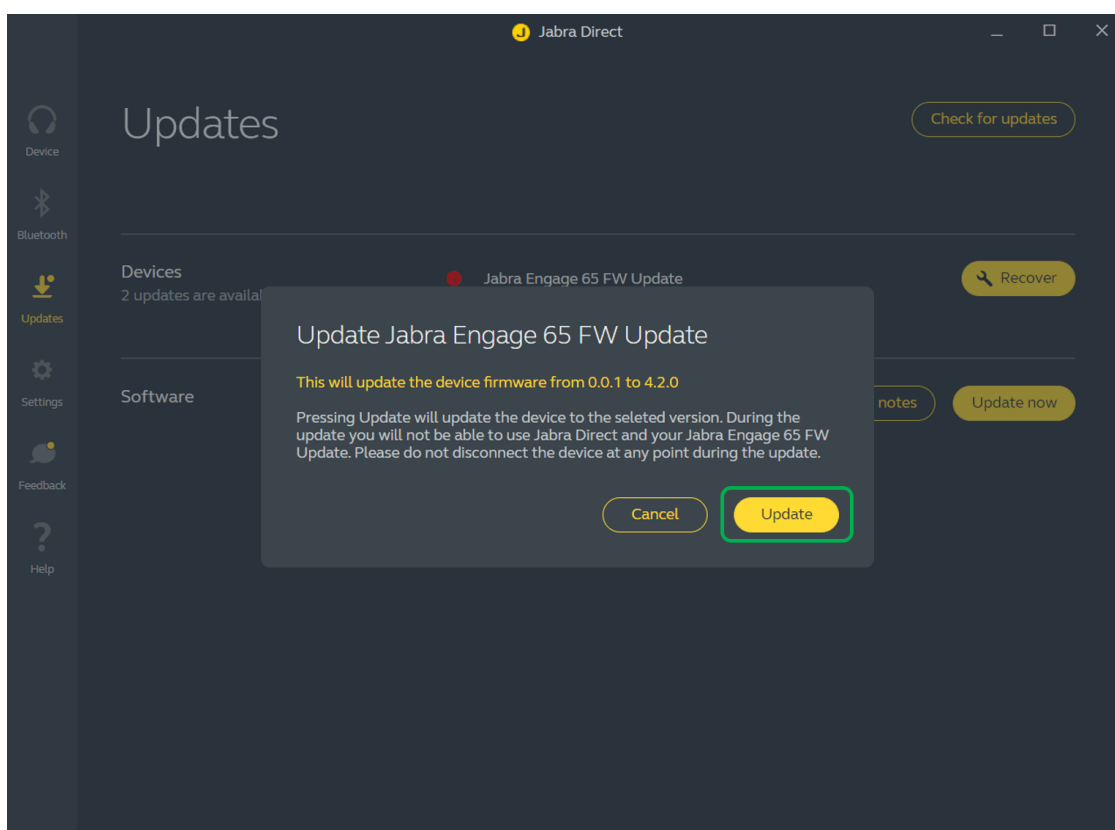 Jabra Direct
Updates
Check for updates
Device
Bluetooth
Devices
Jabra Engage 65 FW Update
Recover
2 updates are
Updates
Update Jabra Engage 65 FW Update
This will update the device firmware from 0.0.1 to 4.2.0
Settings
Software
notes
Update now
Pressing Update will update the device to the seleted version. During the
update you will not be able to use Jabra Direct and your Jabra Engage 65 FW
Update. Please do not disconnect the device at any point during the update.
Feedback
Cancel
Update
Help